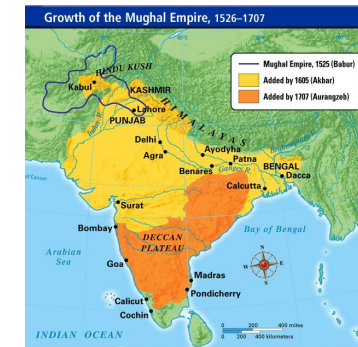 Growth of the Mughal Empire, 1526–1707
Mughal Empire, 1525 (Babur)
Added by 1605 (Akbar)
Added by 1707 (Aurangzeb)
HINDU KUSH
Kabul
KASHMIR
Lahore
PUNJAB
Indus R.
HIMALAYAS
Delhi
Agra
Ayodyha
Brahmaputra R.
Patna
Benares
Ganges R.
BENGAL
Dacca
Calcutta
Surat
Bombay
DECCAN
PLATEAU
Bay of Bengal
Arabian
Sea
Goa
N
W
E
S
Madras
Pondicherry
Calicut
Cochin
INDIAN OCEAN
0 200 400 miles
0 200 400 kilometers